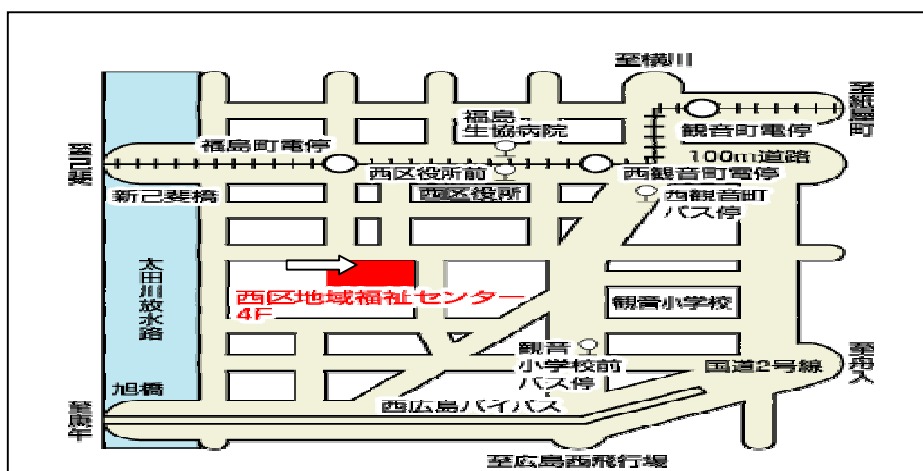 至横川
至紙屋町
観音町電停
福島
生協病院
福島町電停
100m道路
至己斐
西区役所前
西観音町電停
新己斐橋
西区役所
西観音町
バス停
太田川放水路
西区地域福祉センター
4F
観音小学校
観音
小学校前
バス停
国道2号線
至舟入
旭橋
西広島バイパス
至庚午
至広島西飛行場